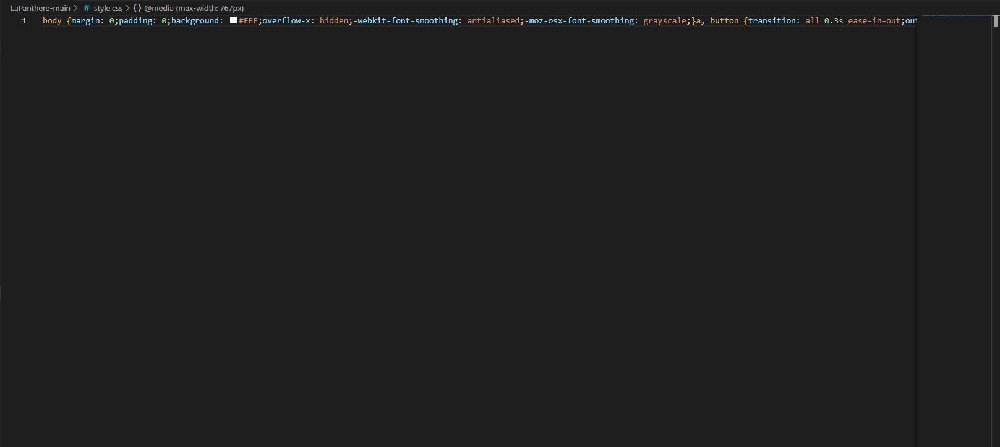 LaPanthere-main > # style.css > {} @media (max-width: 767px)
1 body {margin: 0;padding: 0;background: #FFF;overflow-x: hidden;-webkit-font-smoothing: antialiased;-moz-osx-font-smoothing: grayscale;}a, button {transition: all 0.3s ease-in-out;out